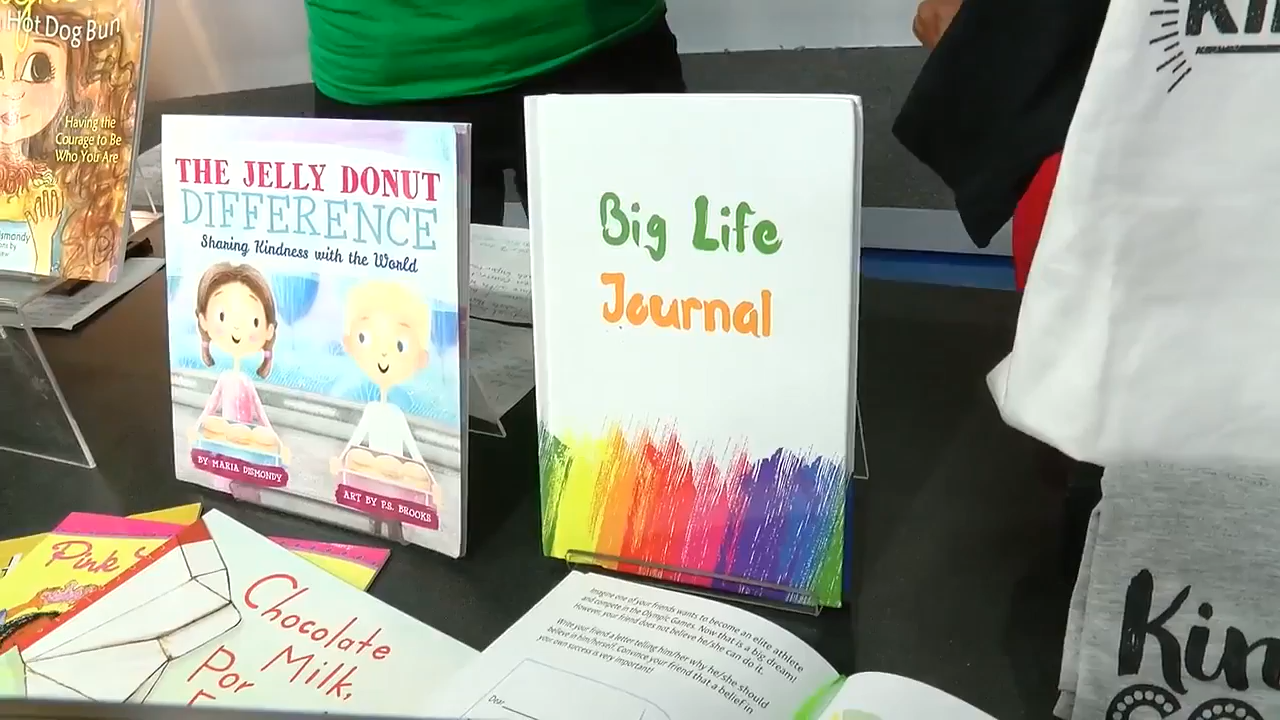 Hot Dog Bun
Having the
Courage to Be
Who You Are
THE JELLY DONUT
DIFFERENCE
Sharing Kindness with the World
BY MARIA DISMONDY
ART BY P.S. BROOKS
Big Life
Journal
Pink
Chocolate
Milk,
Por
Imagine one of your friends wants to become an elite athlete
and compete in the Olympic Games. Now that is a big dream!
However, your friend does not believe he/she can do it.
Write your friend a letter telling him/her why he/she should
believe in him/herself. Convince your friend that a belief in
your own success is very important!
Dear